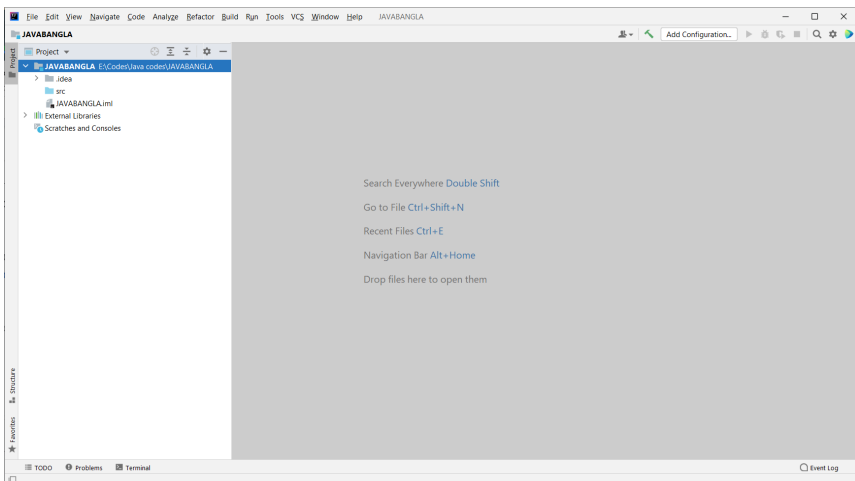 File Edit View Navigate Code Analyze Refactor Build Run Tools VCS Window Help JAVABANGLA
JAVABANGLA
Add Configuration...
Project
Project
JAVABANGLA E:\Codes\Java codes\JAVABANGLA
.idea
src
JAVABANGLA.iml
External Libraries
Scratches and Consoles
Search Everywhere Double Shift
Go to File Ctrl+Shift+N
Recent Files Ctrl+E
Navigation Bar Alt+Home
Drop files here to open them
Structure
Favorites
TODO Problems Terminal
Event Log